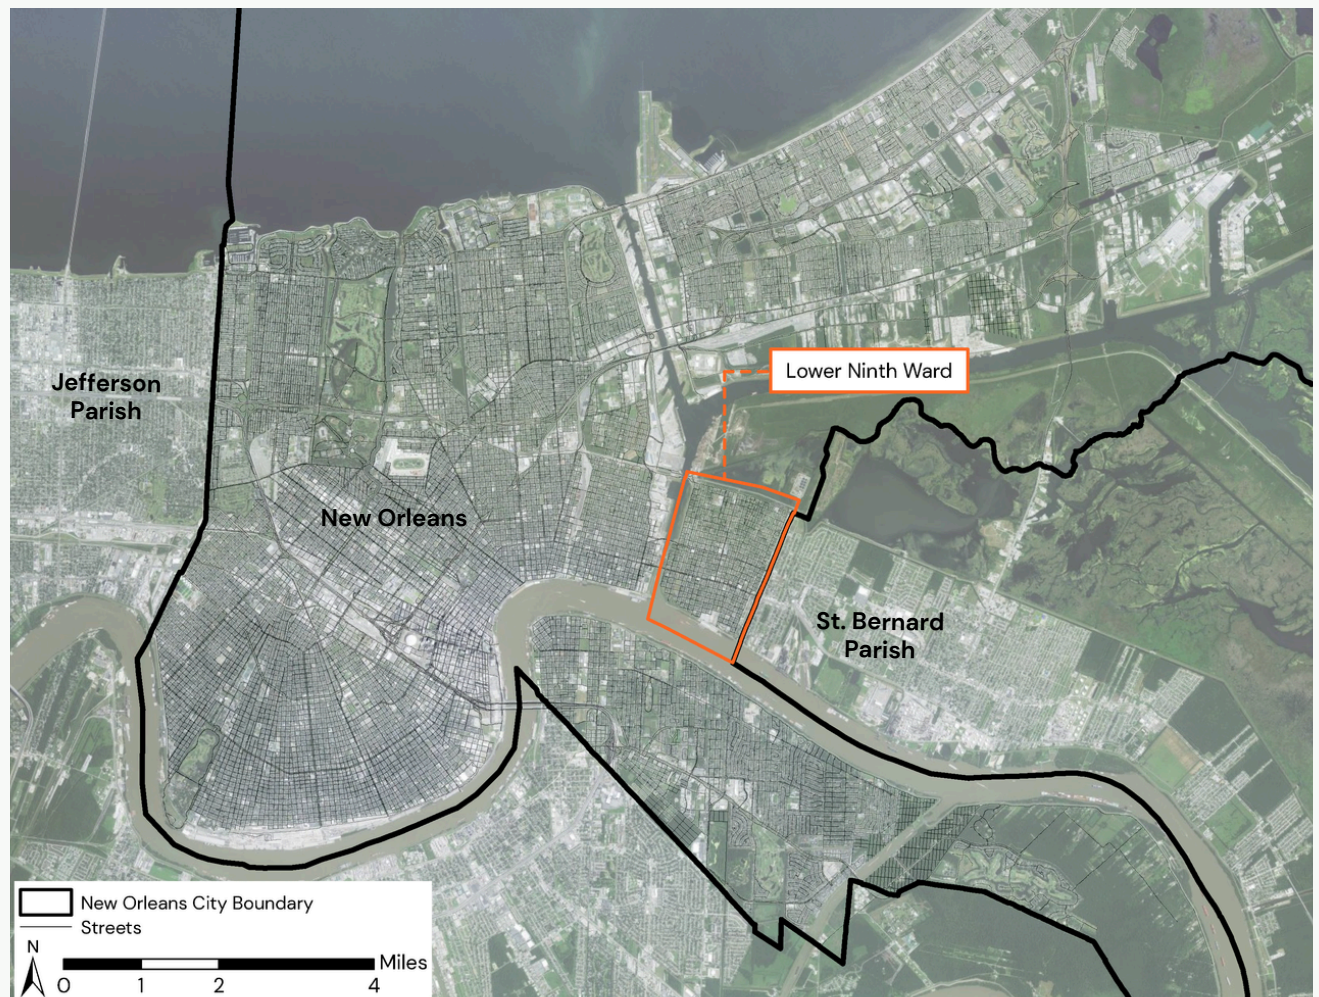 Lower Ninth Ward
Jefferson
Parish
New Orleans
St. Bernard
Parish
New Orleans City Boundary
Streets
N
Miles
0 1 2 4